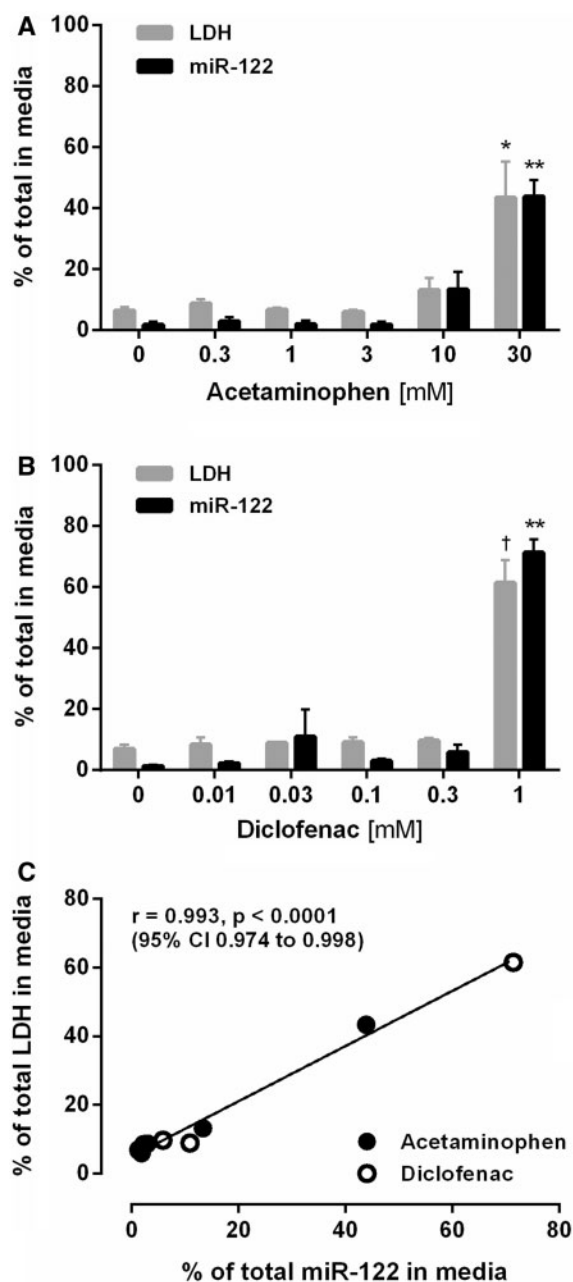 A
LDH
miR-122
% of total in media
100
80
60
40
20
0
* **
0 0.3 1 3 10 30
Acetaminophen [mM]
B
LDH
miR-122
% of total in media
100
80
60
40
20
0
† **
0 0.01 0.03 0.1 0.3 1
Diclofenac [mM]
C
r = 0.993, p < 0.0001
(95% CI 0.974 to 0.998)
% of total LDH in media
80
60
40
20
0
Acetaminophen
Diclofenac
0 20 40 60 80
% of total miR-122 in media